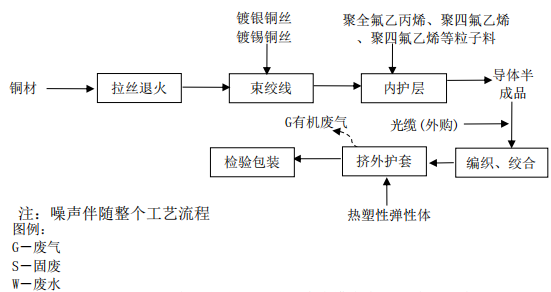 镀银铜丝
镀锡铜丝
聚全氟乙丙烯、聚四氟乙烯
、聚四氟乙烯等粒子料
铜材
拉丝退火
束绞线
内护层
导体半
成品
光缆(外购)
G有机废气
检验包装
挤外护套
编织、绞合
热塑性弹性体
注：噪声伴随整个工艺流程
图例：
G—废气
S—固废
W—废水